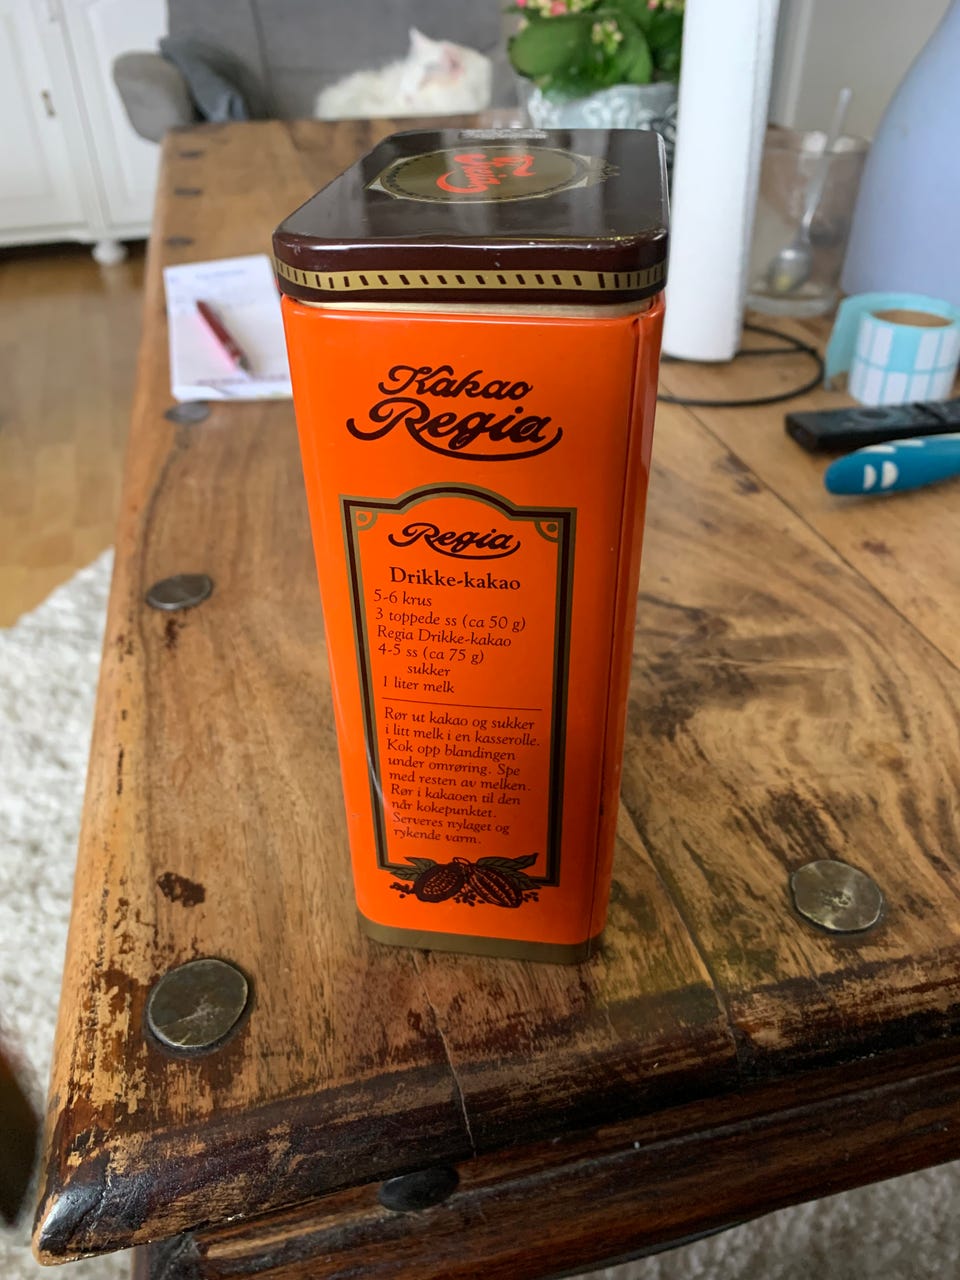 Freia
Kakao
Regia
Regia
Drikke-kakao
5-6 krus
3 toppede ss (ca 50 g)
Regia Drikke-kakao
4-5 ss (ca 75 g)
sukker
1 liter melk
Rør ut kakao og sukker
i litt melk i en kasserolle.
Kok opp blandingen
under omrøring. Spe
med resten av melken.
Rør i kakaoen til den
når kokepunktet.
Serveres nylaget og
rykende varm.